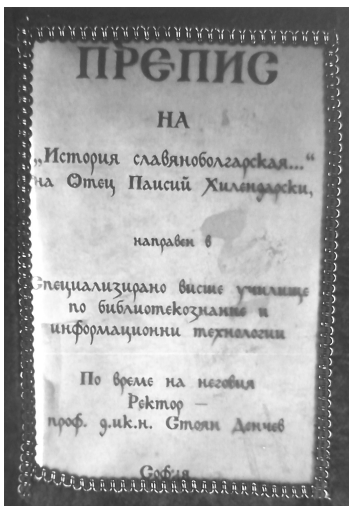 ПРЕПИС
НА
„История славяноболгарская..."
на Отец Паисий Хилендарски,
направен в
Специализирано висше училище
по библиотекознание и
информационни технологии
По време на неговия
Ректор –
проф. д.ик.н. Стоян Денчев
София